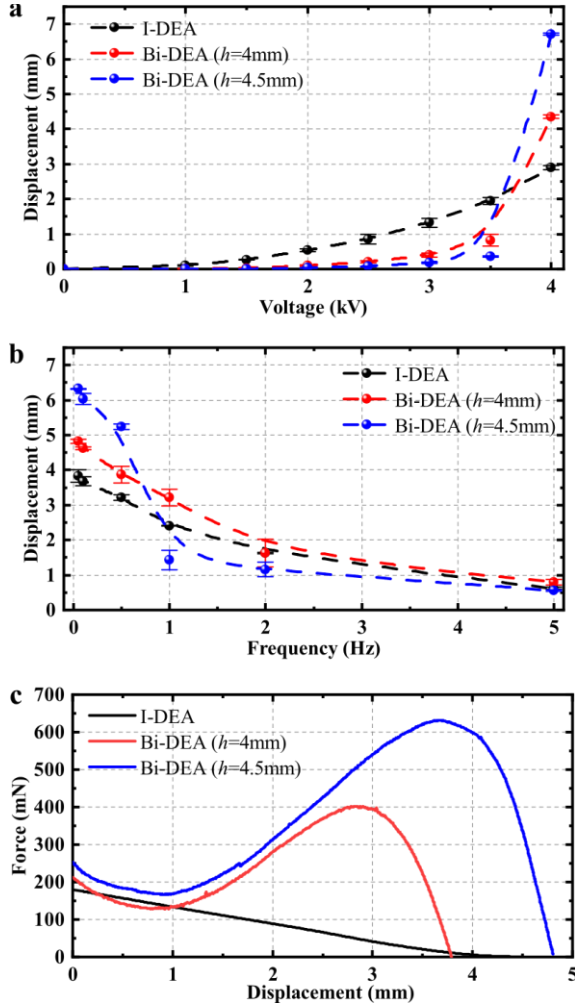 a
7
6
5
4
3
2
1
0
Displacement (mm)
I-DEA
Bi-DEA (h=4mm)
Bi-DEA (h=4.5mm)
0 1 2 3 4
Voltage (kV)
b
7
6
5
4
3
2
1
0
Displacement (mm)
I-DEA
Bi-DEA (h=4mm)
Bi-DEA (h=4.5mm)
0 1 2 3 4 5
Frequency (Hz)
c
700
600
500
400
300
200
100
0
Force (mN)
I-DEA
Bi-DEA (h=4mm)
Bi-DEA (h=4.5mm)
0 1 2 3 4 5
Displacement (mm)